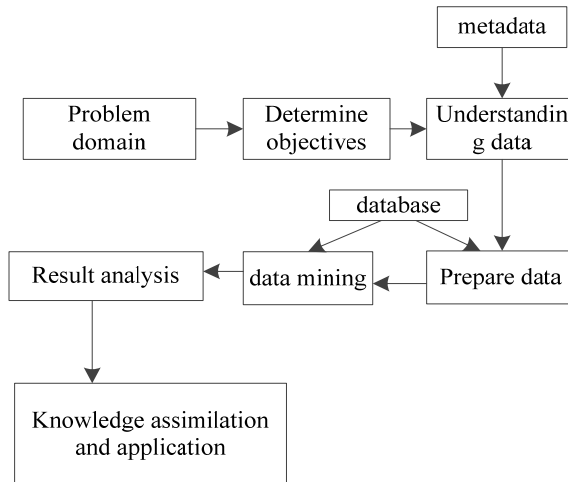 metadata
Problem
domain
Determine
objectives
Understandin
g data
database
Result analysis
data mining
Prepare data
Knowledge assimilation
and application